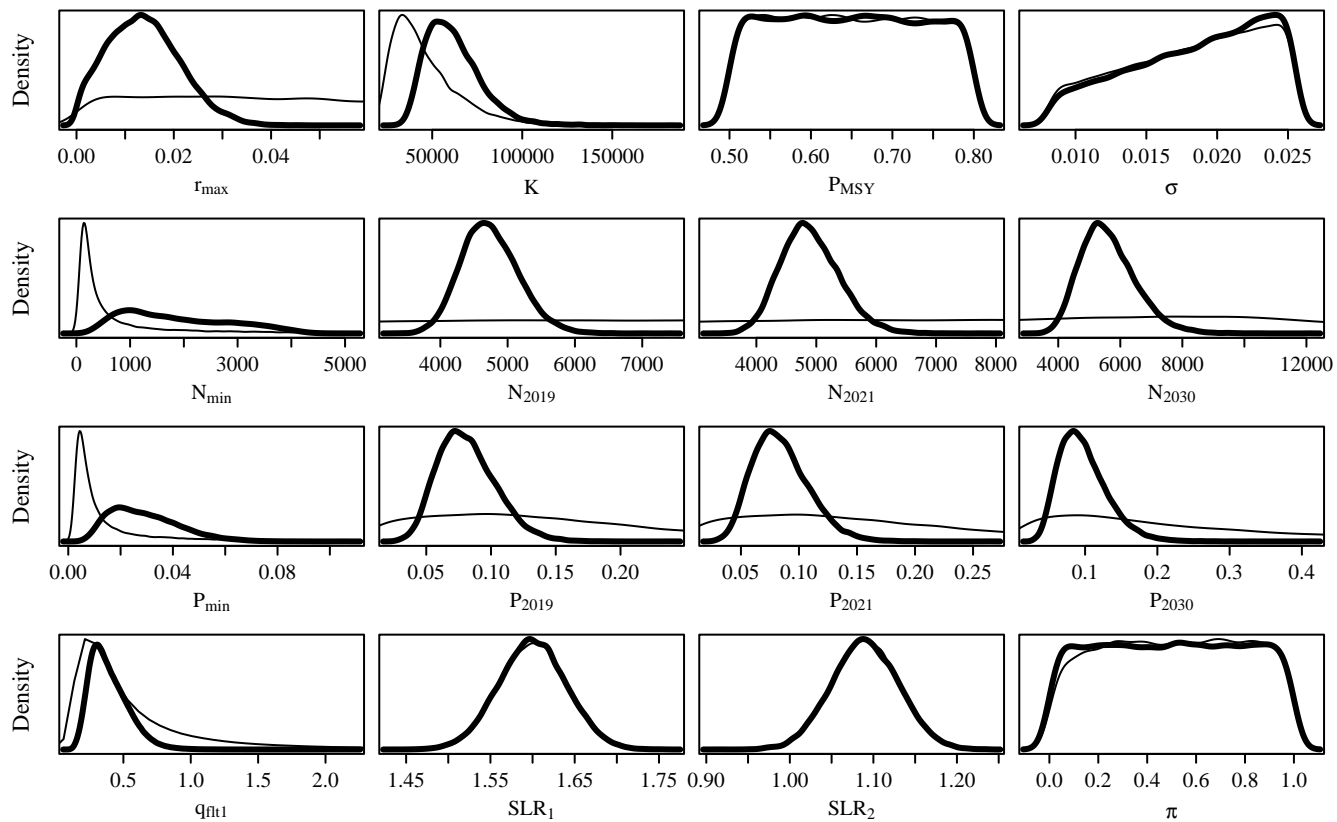 Density
0.00 0.02 0.04
r_max
50000 100000 150000
K
0.50 0.60 0.70 0.80
P_MSY
0.010 0.015 0.020 0.025
σ
Density
0 1000 3000 5000
N_min
4000 5000 6000 7000
N_2019
4000 5000 6000 7000 8000
N_2021
4000 6000 8000 12000
N_2030
Density
0.00 0.04 0.08
P_min
0.05 0.10 0.15 0.20
P_2019
0.05 0.10 0.15 0.20 0.25
P_2021
0.1 0.2 0.3 0.4
P_2030
Density
0.5 1.0 1.5 2.0
q_flt1
1.45 1.55 1.65 1.75
SLR_1
0.90 1.00 1.10 1.20
SLR_2
0.0 0.2 0.4 0.6 0.8 1.0
π